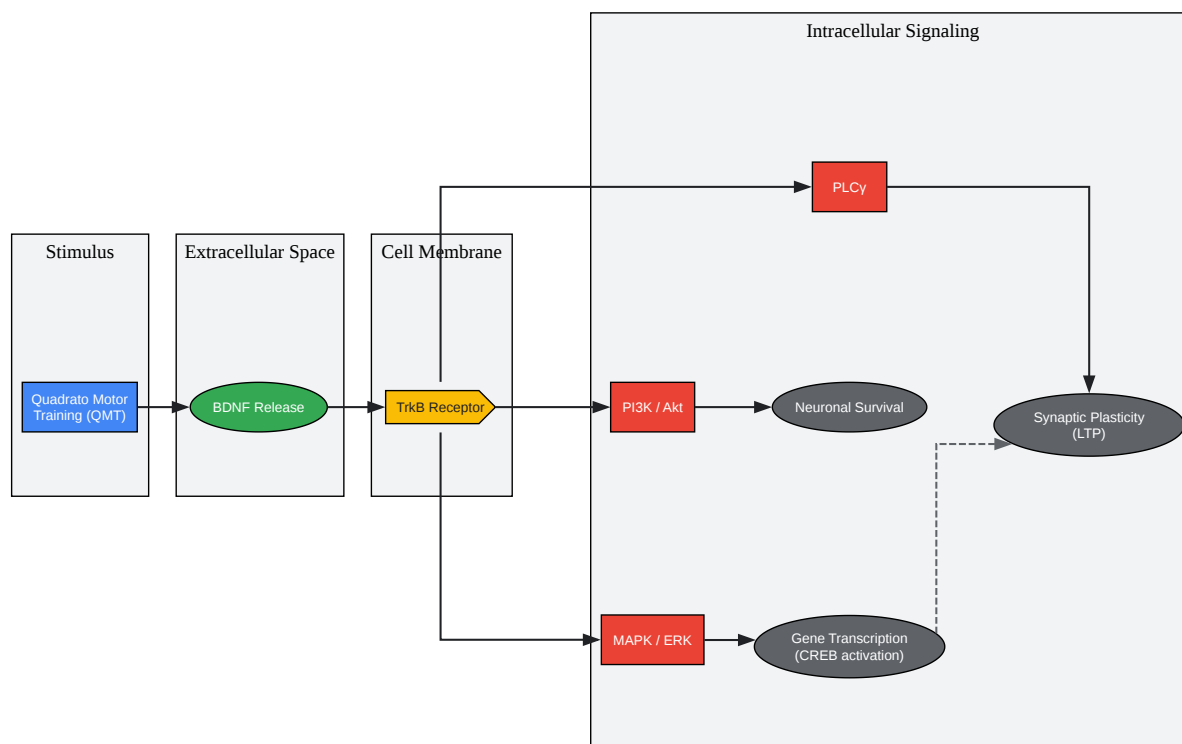 Intracellular Signaling
PLCγ
Stimulus
Extracellular Space
Cell Membrane
Quadrato Motor
Training (QMT)
BDNF Release
TrkB Receptor
PI3K / Akt
Neuronal Survival
Synaptic Plasticity
(LTP)
MAPK / ERK
Gene Transcription
(CREB activation)